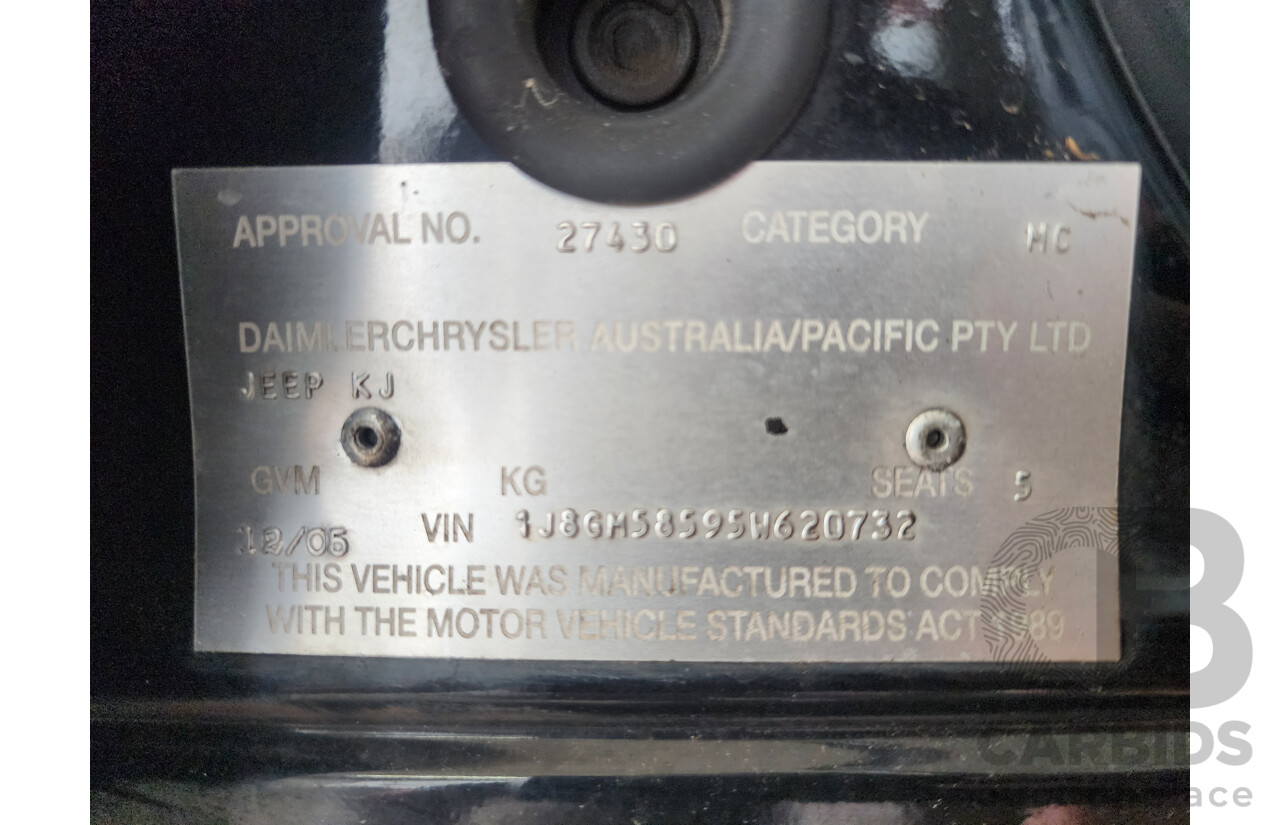 APPROVAL NO. 27430 CATEGORY MC
DAIMLERCHRYSLER AUSTRALIA/PACIFIC PTY LTD
JEEP KJ
GVM KG SEATS 5
12/05 VIN 1J8GM58595W620732
THIS VEHICLE WAS MANUFACTURED TO COMPLY
WITH THE MOTOR VEHICLE STANDARDS ACT 1989
CB
CARBIDS